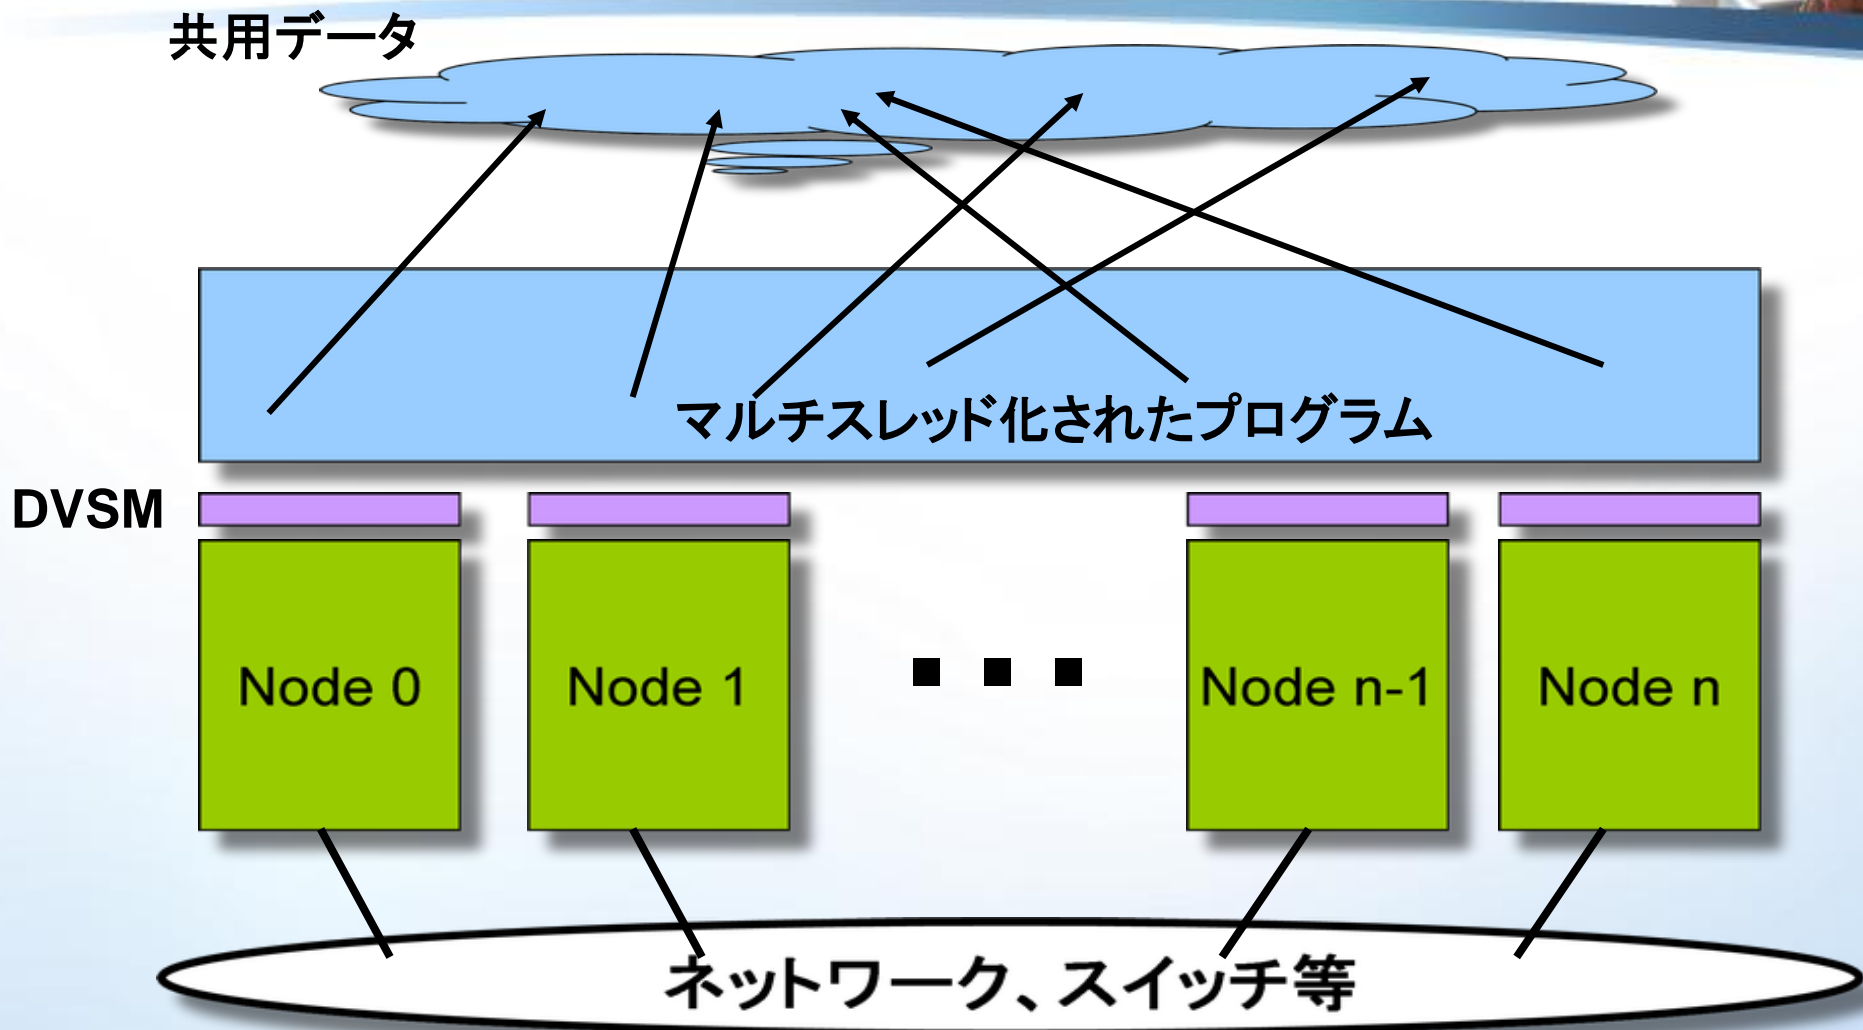 共用データ
マルチスレッド化されたプログラム
DVSM
Node 0
Node 1
Node n-1
Node n
ネットワーク、スイッチ等